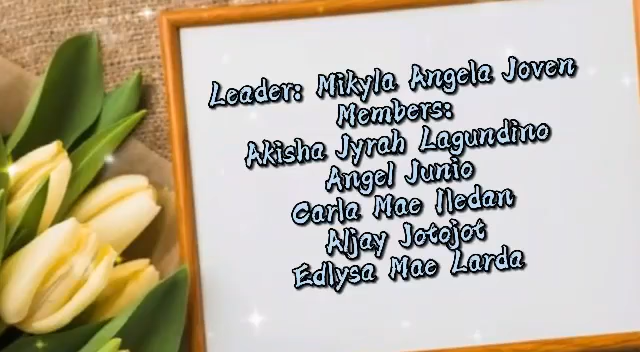 Leader: Mikyla Angela Joven
Members:
Akisha Jyrah Lagundino
Angel Junio
Carla Mae Iledan
Aljay Jotojot
Edlysa Mae Larda